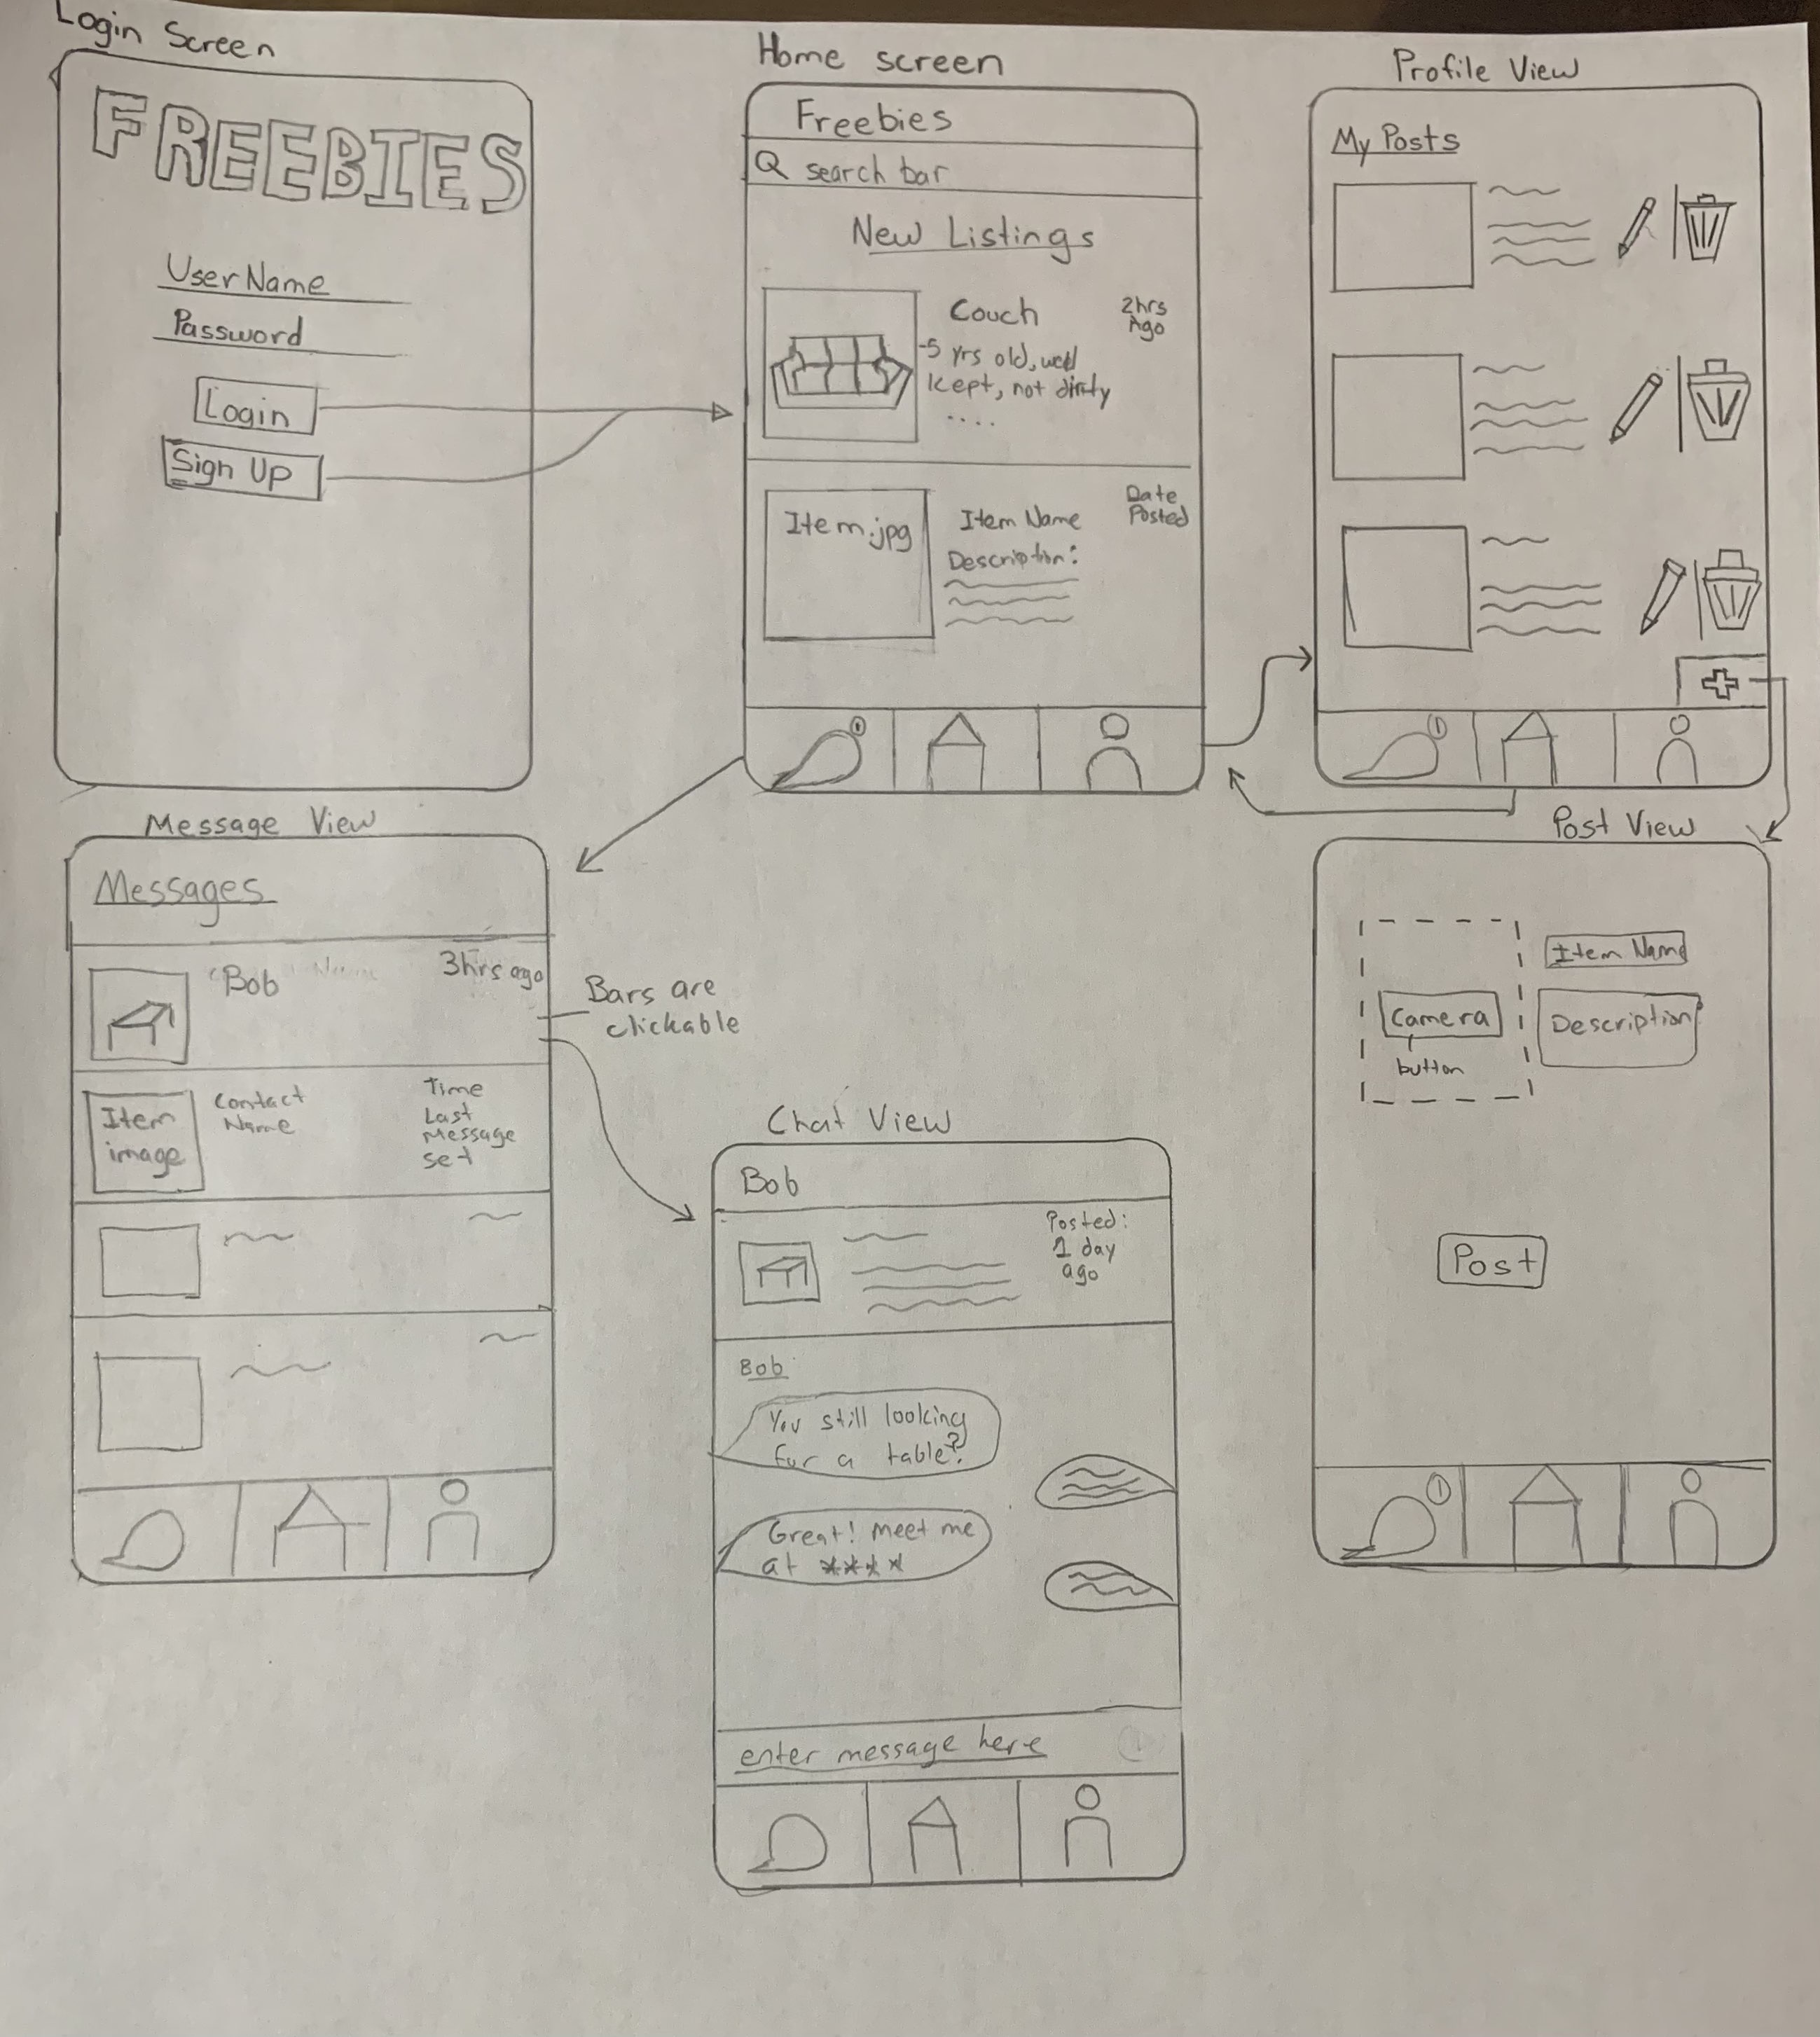 Login Screen
FREEBIES
UserName
Password
Login
Sign Up
Home screen
Freebies
search bar
New Listings
Couch
2hrs
Ago
-5 yrs old, well
kept, not dirty
....
Item.jpg
Item Name
Description:
Date
Posted
1
Profile View
My Posts
1
Message View
Messages
Bob
3hrs ago
Bars are
clickable
Item
image
Contact
Name
Time
Last
Message
set
Chat View
Bob
Posted:
1 day
ago
Bob
You still looking
for a table?
Great! meet me
at ****
enter message here
Post View
Camera
button
Item Name
Description
Post
1